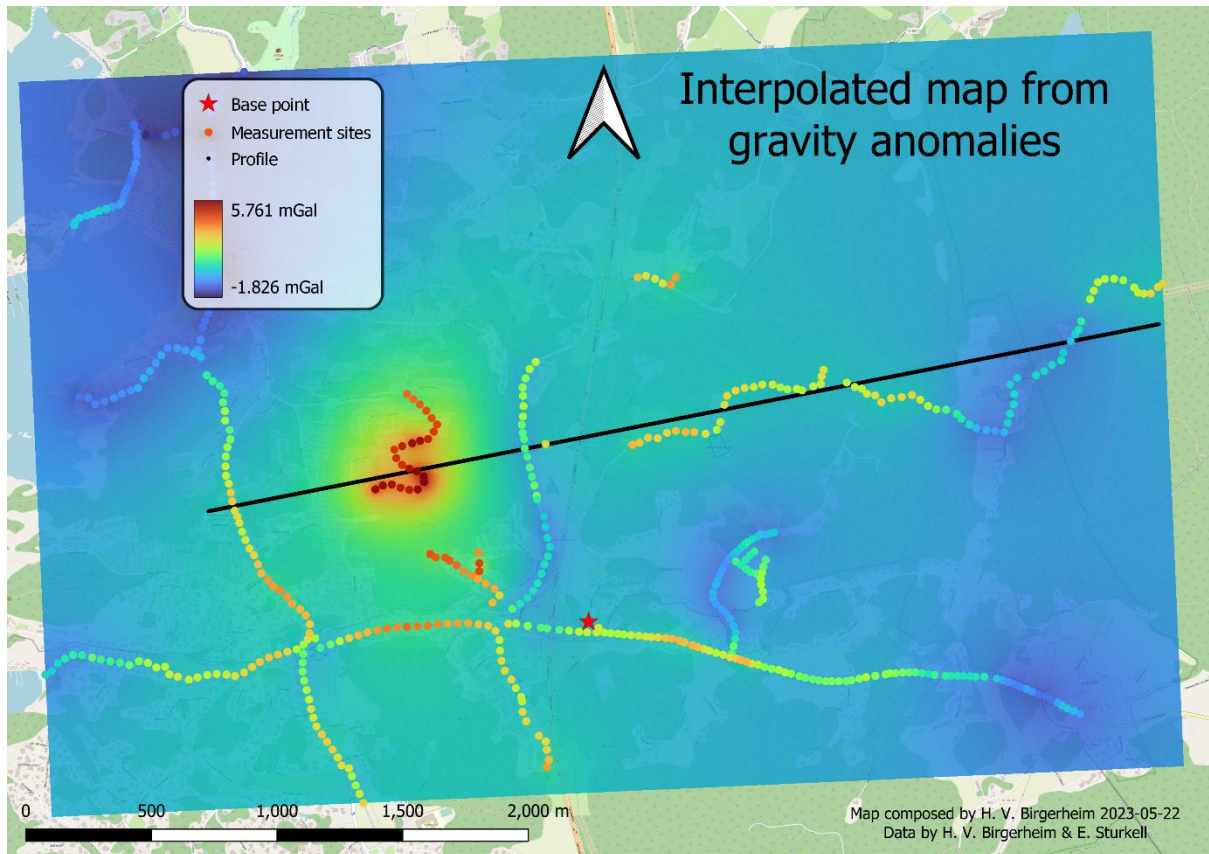 Interpolated map from
gravity anomalies
Base point
Measurement sites
Profile
5.761 mGal
-1.826 mGal
0 500 1,000 1,500 2,000 m
Map composed by H. V. Birgerheim 2023-05-22
Data by H. V. Birgerheim & E. Sturkell